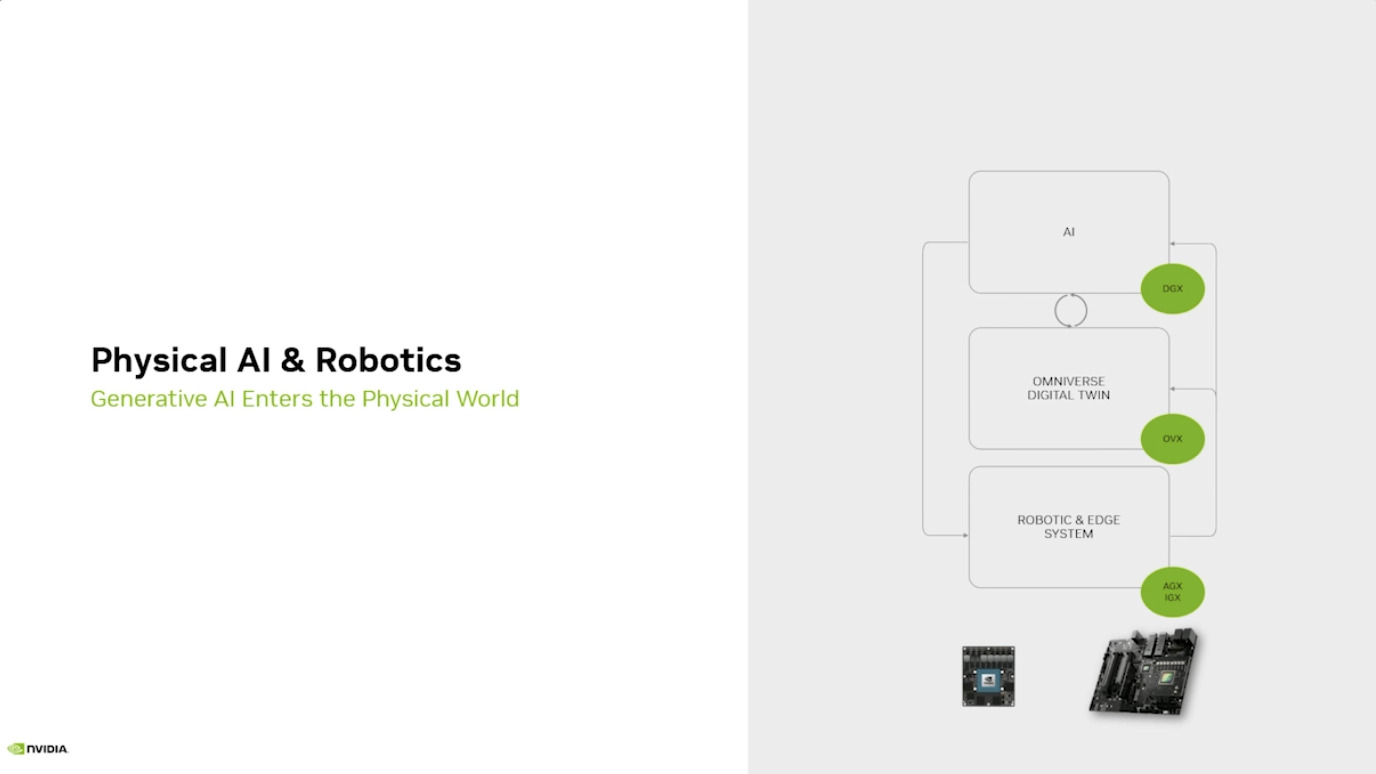 Physical AI & Robotics
Generative AI Enters the Physical World
AI
DGX
OMNIVERSE
DIGITAL TWIN
OVX
ROBOTIC & EDGE
SYSTEM
AGX
IGX
NVIDIA